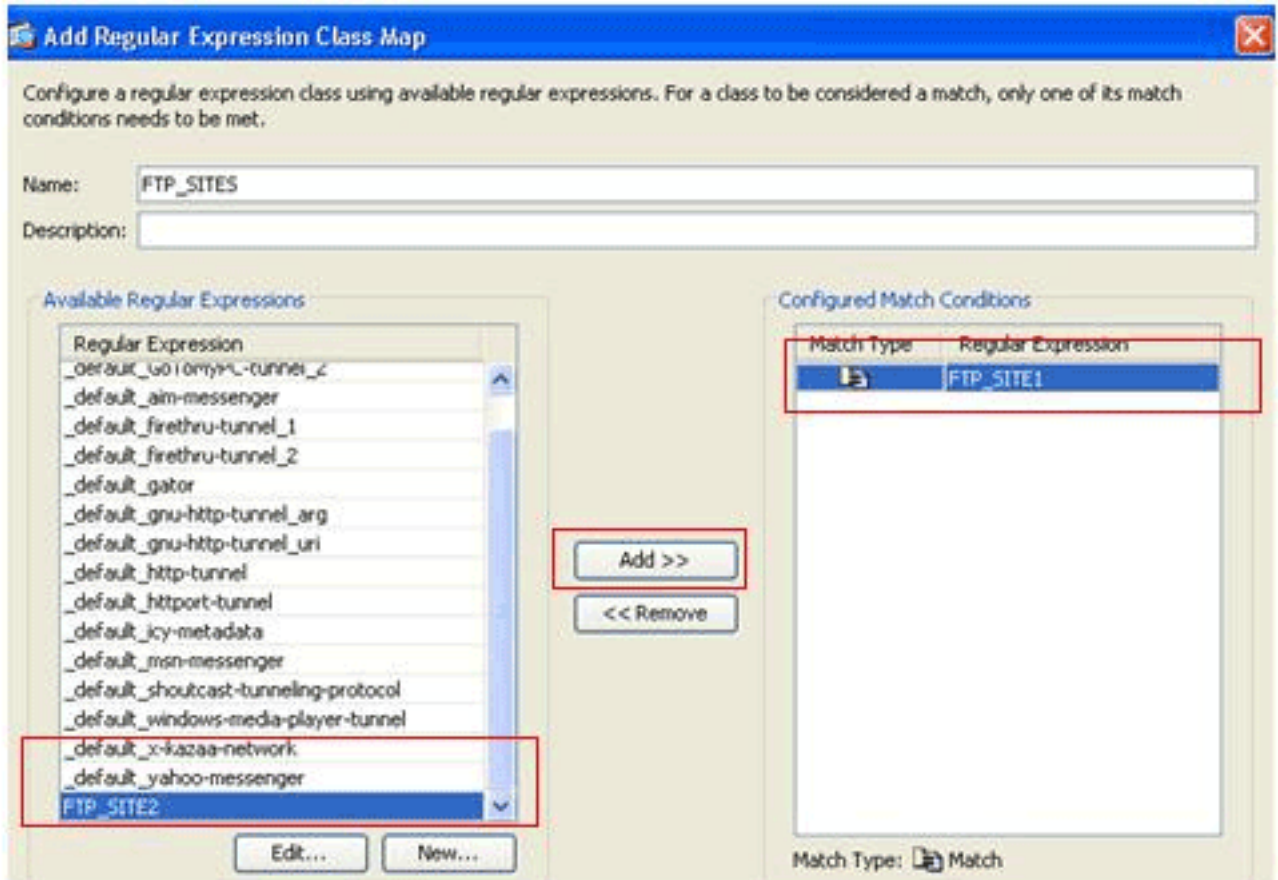 Add Regular Expression Class Map
Configure a regular expression class using available regular expressions. For a class to be considered a match, only one of its match
conditions needs to be met.
Name: FTP_SITES
Description:
Available Regular Expressions
Regular Expression
_default_GoToMyPC-tunnel_2
_default_aim-messenger
_default_firethru-tunnel_1
_default_firethru-tunnel_2
_default_gator
_default_gnu-http-tunnel_arg
_default_gnu-http-tunnel_uri
_default_http-tunnel
_default_httport-tunnel
_default_icy-metadata
_default_msn-messenger
_default_shoutcast-tunneling-protocol
_default_windows-media-player-tunnel
_default_x-kazaa-network
_default_yahoo-messenger
FTP_SITE2
Edit... New...
Add >>
<< Remove
Configured Match Conditions
Match Type Regular Expression
FTP_SITE1
Match Type: Match